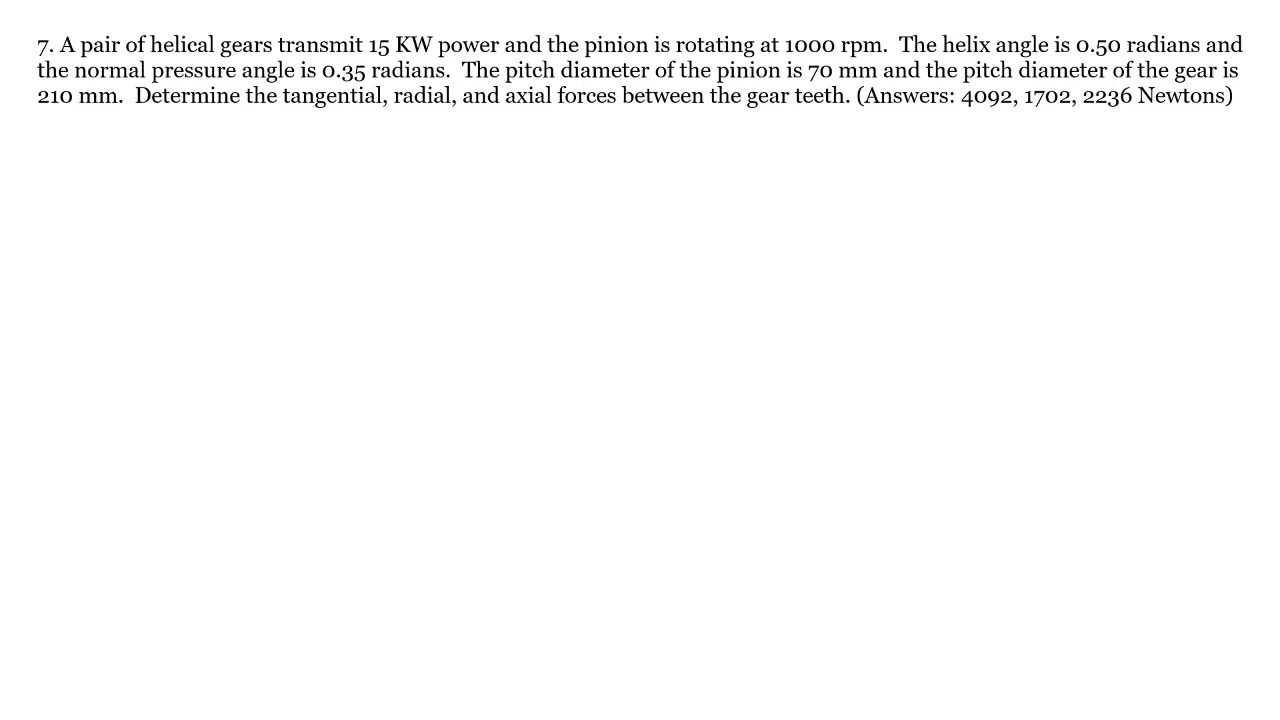 7. A pair of helical gears transmit 15 KW power and the pinion is rotating at 1000 rpm.  The helix angle is 0.50 radians and
the normal pressure angle is 0.35 radians.  The pitch diameter of the pinion is 70 mm and the pitch diameter of the gear is
210 mm.  Determine the tangential, radial, and axial forces between the gear teeth. (Answers: 4092, 1702, 2236 Newtons)